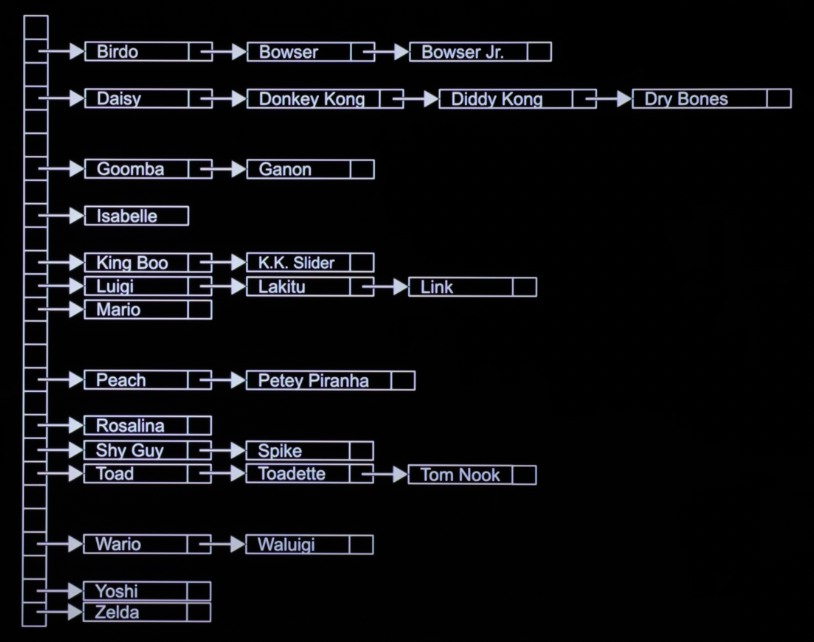 Birdo Bowser Bowser Jr.
Daisy Donkey Kong Diddy Kong Dry Bones
Goomba Ganon
Isabelle
King Boo K.K. Slider
Luigi Lakitu Link
Mario
Peach Petey Piranha
Rosalina
Shy Guy Spike
Toad Toadette Tom Nook
Wario Waluigi
Yoshi
Zelda